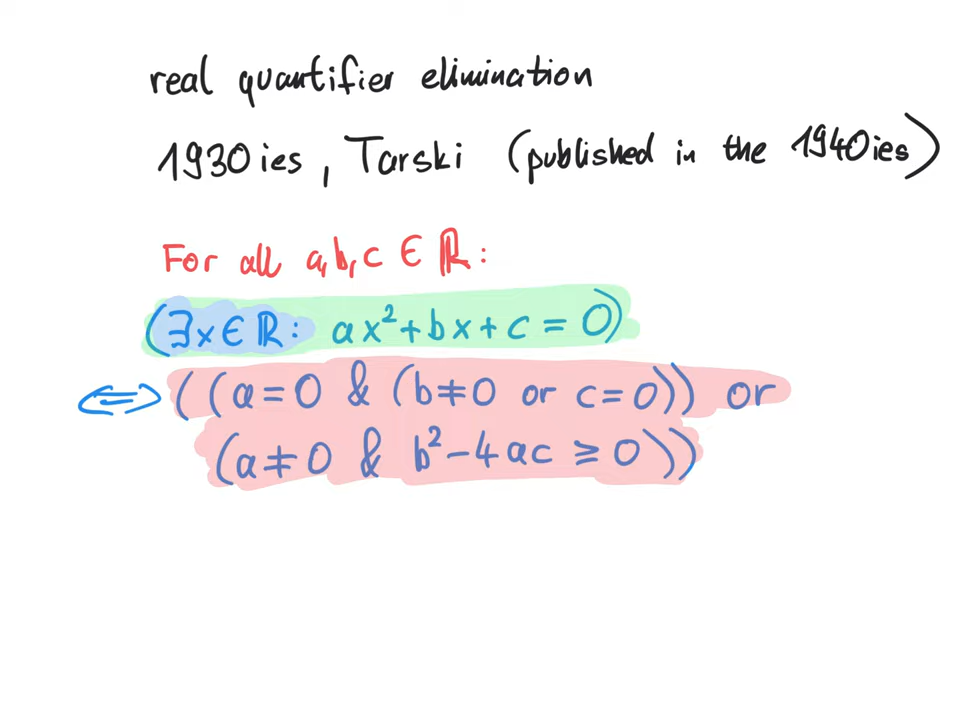 real quantifier elimination
1930ies, Tarski (published in the 1940ies)
For all a,b,c ∈ ℝ:
(∃x∈ℝ: ax²+bx+c = 0)
⇔ ((a=0 & (b≠0 or c=0)) or
(a≠0 & b²-4ac ≥ 0))